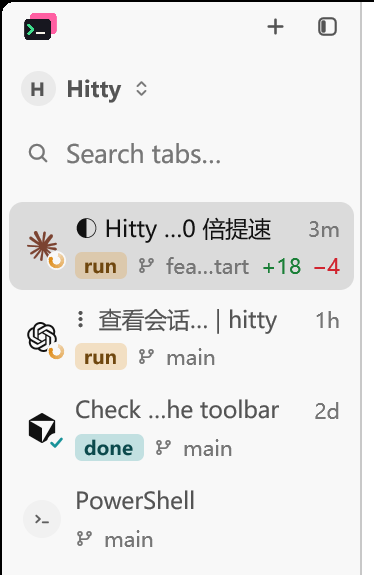 H Hitty
Search tabs...
◐ Hitty ...0 倍提速 3m
run fea...tart +18 −4
⠇ 查看会话... | hitty 1h
run main
Check ...he toolbar 2d
done main
PowerShell
main